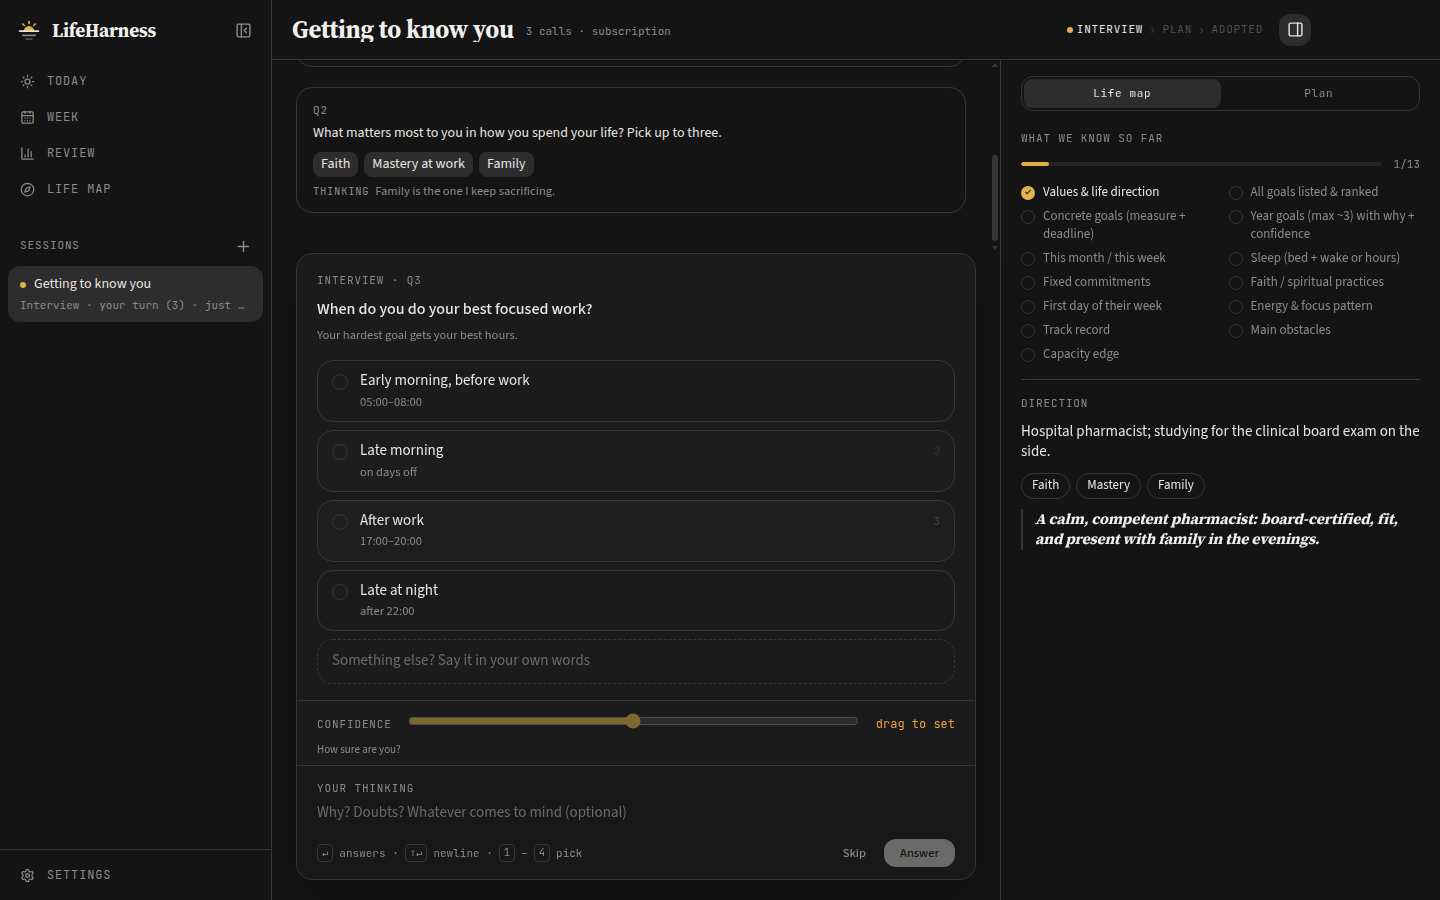 LifeHarness
TODAY
WEEK
REVIEW
LIFE MAP
SESSIONS
Getting to know you
Interview · your turn (3) · just …
SETTINGS
Getting to know you
3 calls · subscription
INTERVIEW › PLAN › ADOPTED
Q2
What matters most to you in how you spend your life? Pick up to three.
Faith Mastery at work Family
THINKING Family is the one I keep sacrificing.
INTERVIEW · Q3
When do you do your best focused work?
Your hardest goal gets your best hours.
Early morning, before work
05:00–08:00
Late morning
2
on days off
After work
3
17:00–20:00
Late at night
after 22:00
Something else? Say it in your own words
CONFIDENCE
drag to set
How sure are you?
YOUR THINKING
Why? Doubts? Whatever comes to mind (optional)
↵ answers · ⇧↵ newline · 1 – 4 pick
Skip
Answer
Life map
Plan
WHAT WE KNOW SO FAR
1/13
Values & life direction
All goals listed & ranked
Concrete goals (measure +
deadline)
Year goals (max ~3) with why +
confidence
This month / this week
Sleep (bed + wake or hours)
Fixed commitments
Faith / spiritual practices
First day of their week
Energy & focus pattern
Track record
Main obstacles
Capacity edge
DIRECTION
Hospital pharmacist; studying for the clinical board exam on the
side.
Faith Mastery Family
A calm, competent pharmacist: board-certified, fit,
and present with family in the evenings.